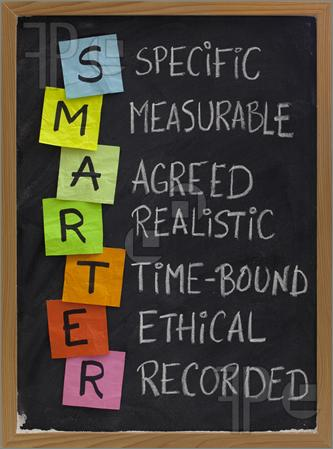 S SPECIFIC
M MEASURABLE
A AGREED
R REALISTIC
T TIME-BOUND
E ETHICAL
R RECORDED